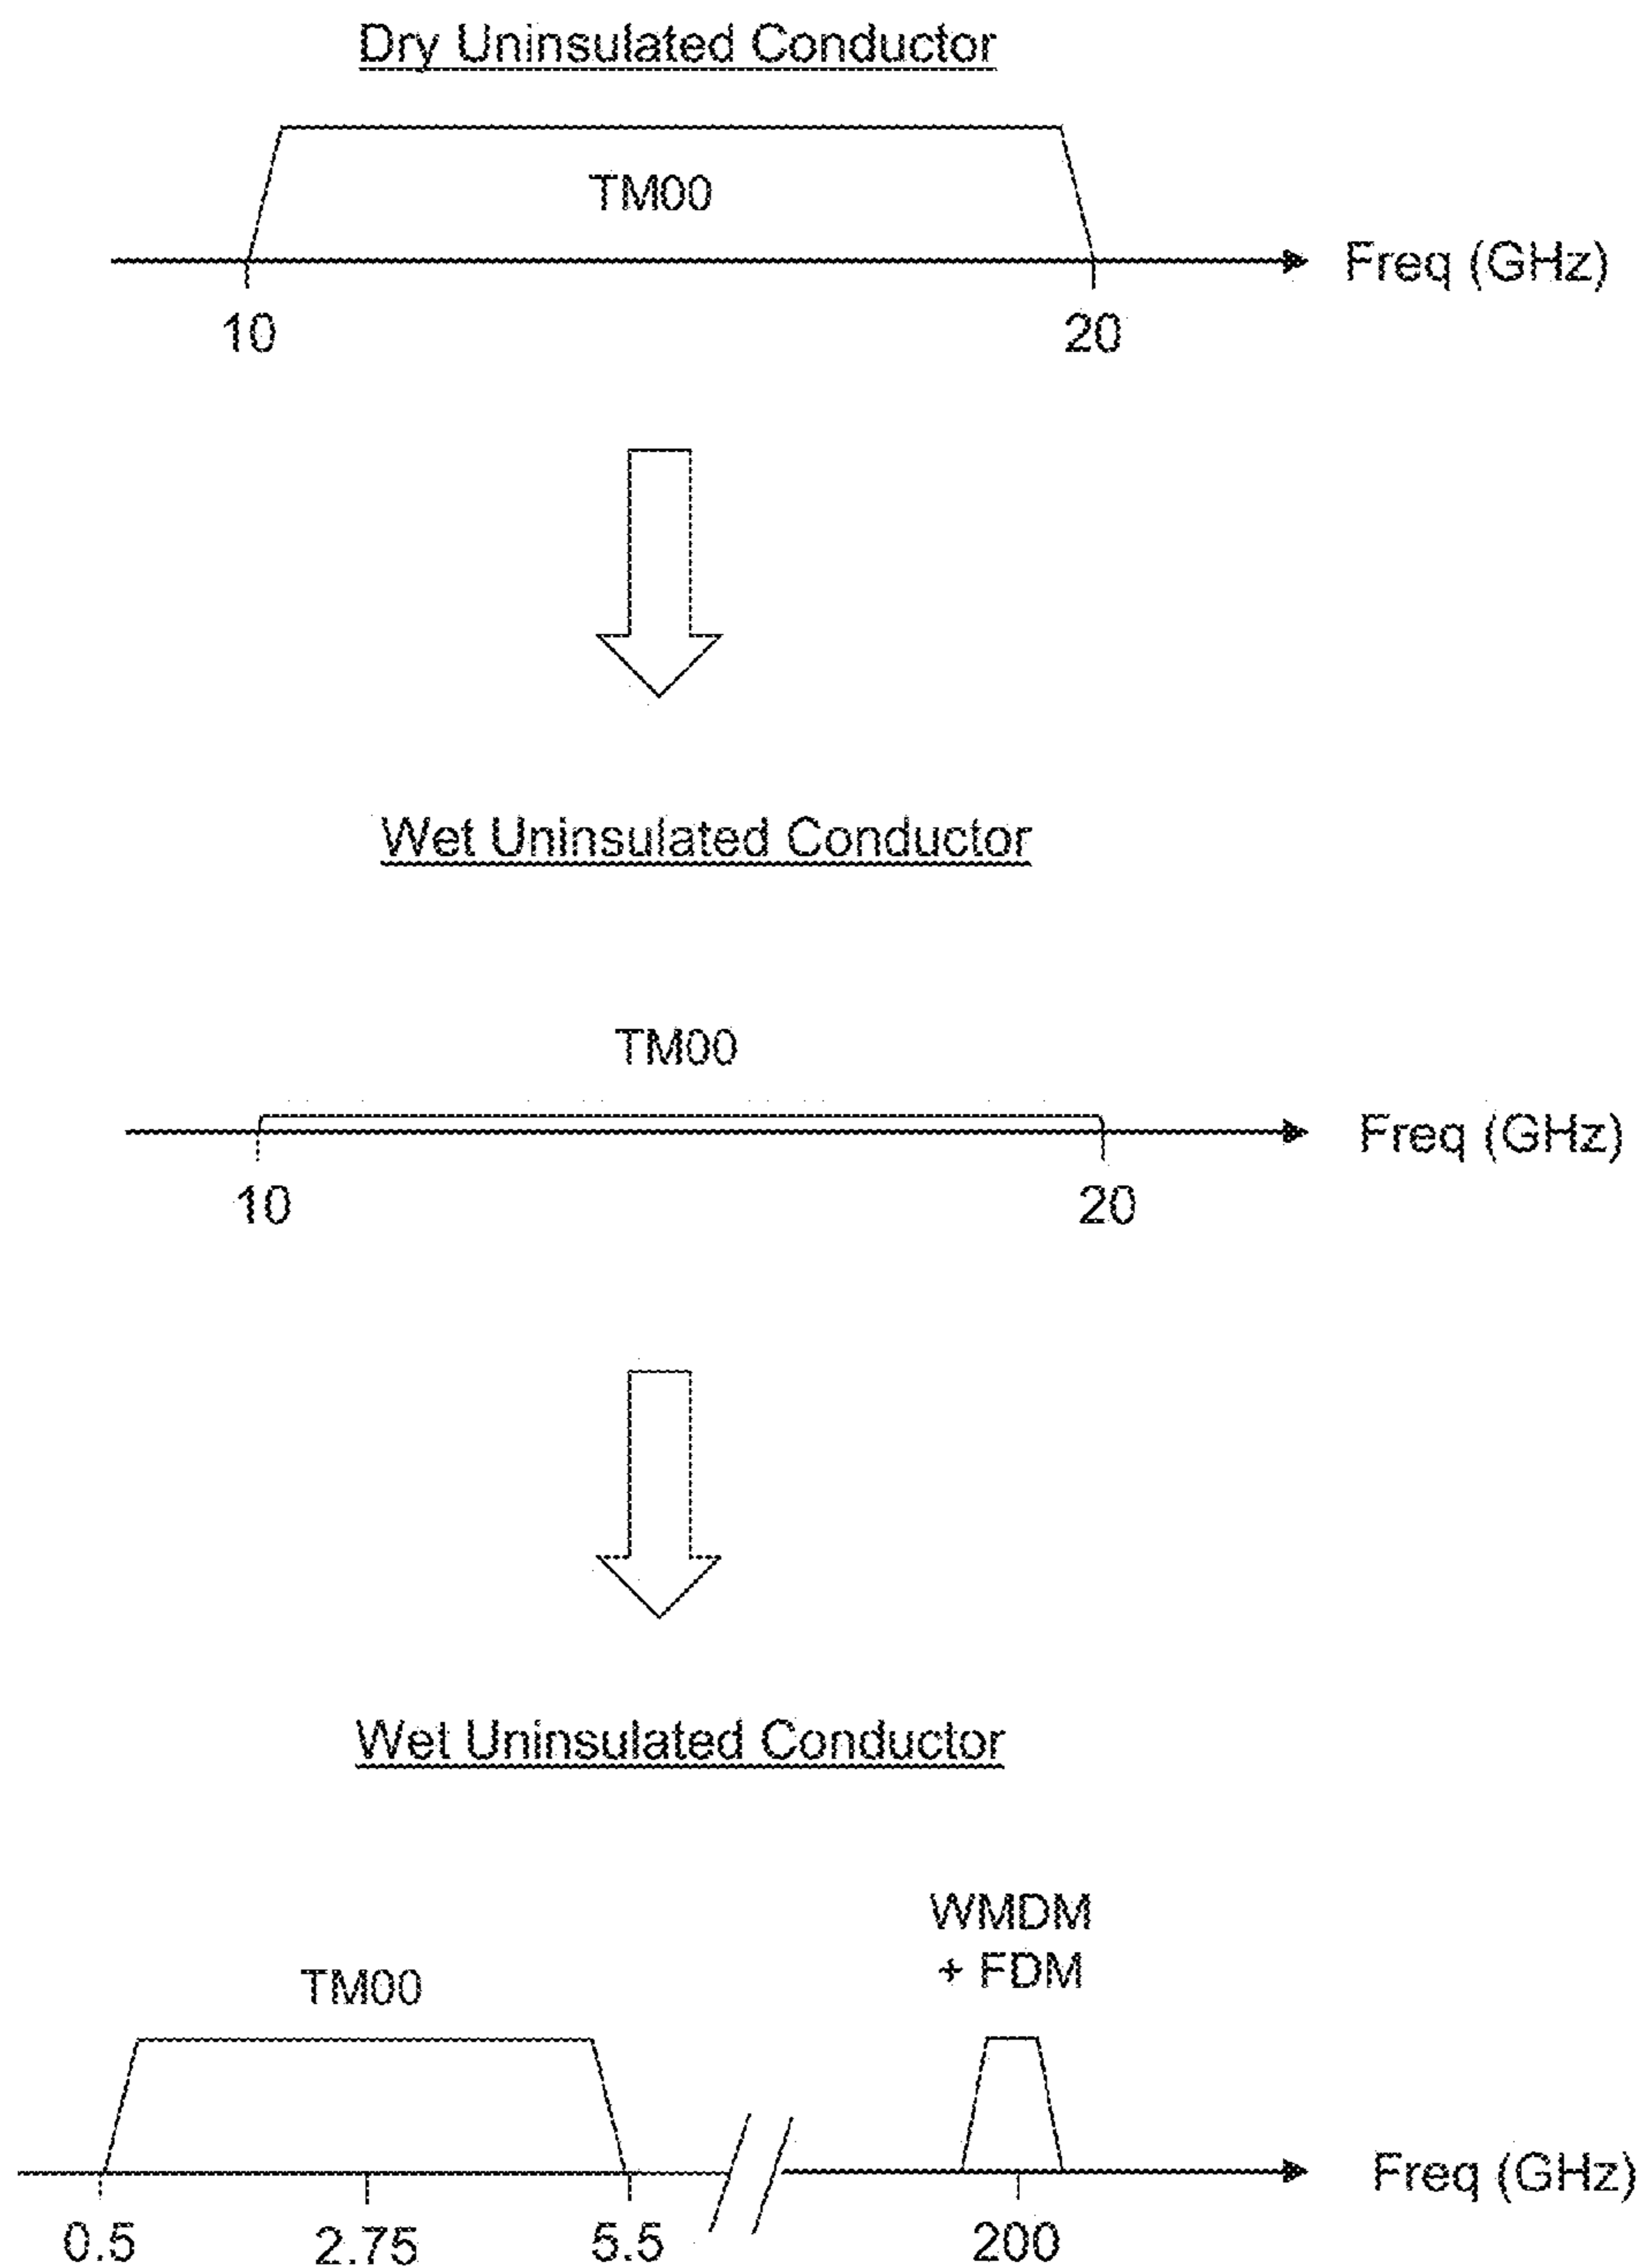 Dry Uninsulated Conductor
TM00
Freq (GHz)
10
20
Wet Uninsulated Conductor
TM00
Freq (GHz)
10
20
Wet Uninsulated Conductor
WMDM
+ FDM
TM00
Freq (GHz)
0.5
2.75
5.5
200